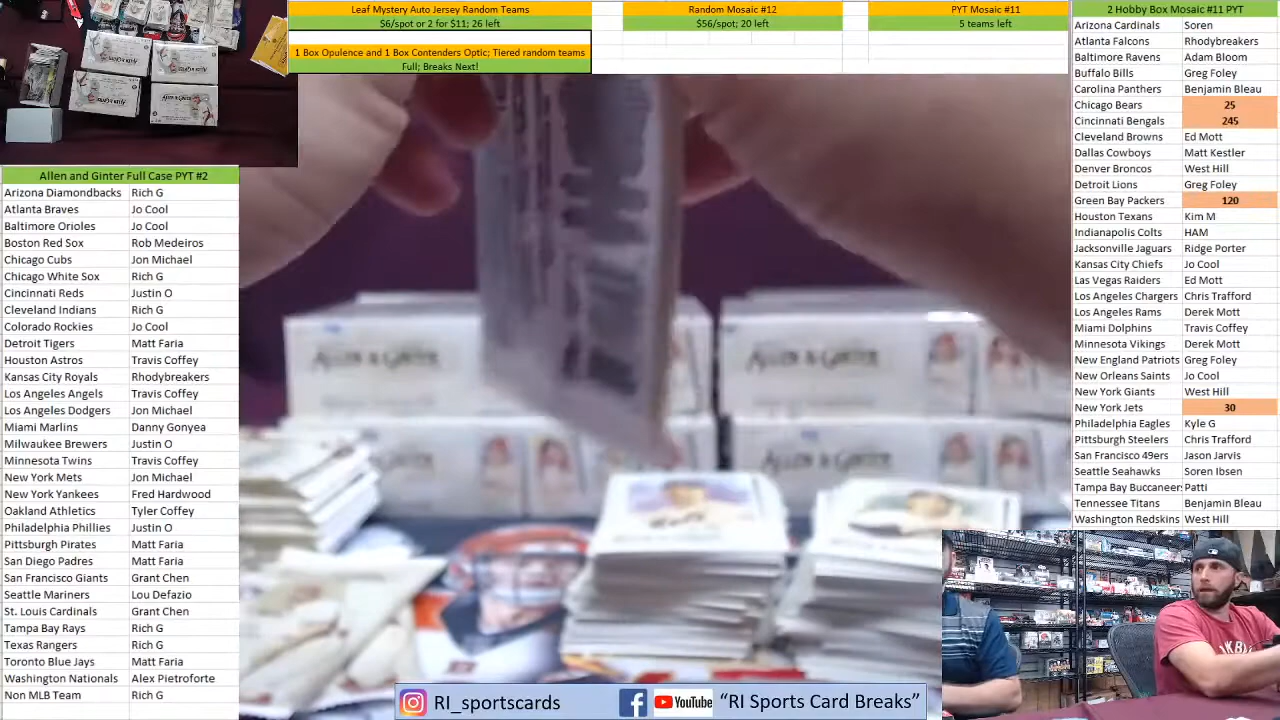 Leaf Mystery Auto Jersey Random Teams
$6/spot or 2 for $11; 26 left
1 Box Opulence and 1 Box Contenders Optic; Tiered random teams
Full; Breaks Next!
Random Mosaic #12
$56/spot; 20 left
PYT Mosaic #11
5 teams left
2 Hobby Box Mosaic #11 PYT
Arizona Cardinals Soren
Atlanta Falcons Rhodybreakers
Baltimore Ravens Adam Bloom
Buffalo Bills Greg Foley
Carolina Panthers Benjamin Bleau
Chicago Bears 25
Cincinnati Bengals 245
Cleveland Browns Ed Mott
Dallas Cowboys Matt Kestler
Denver Broncos West Hill
Detroit Lions Greg Foley
Green Bay Packers 120
Houston Texans Kim M
Indianapolis Colts HAM
Jacksonville Jaguars Ridge Porter
Kansas City Chiefs Jo Cool
Las Vegas Raiders Ed Mott
Los Angeles Chargers Chris Trafford
Los Angeles Rams Derek Mott
Miami Dolphins Travis Coffey
Minnesota Vikings Derek Mott
New England Patriots Greg Foley
New Orleans Saints Jo Cool
New York Giants West Hill
New York Jets 30
Philadelphia Eagles Kyle G
Pittsburgh Steelers Chris Trafford
San Francisco 49ers Jason Jarvis
Seattle Seahawks Soren Ibsen
Tampa Bay Buccaneer Patti
Tennessee Titans Benjamin Bleau
Washington Redskins West Hill
Allen and Ginter Full Case PYT #2
Arizona Diamondbacks Rich G
Atlanta Braves Jo Cool
Baltimore Orioles Jo Cool
Boston Red Sox Rob Medeiros
Chicago Cubs Jon Michael
Chicago White Sox Rich G
Cincinnati Reds Justin O
Cleveland Indians Rich G
Colorado Rockies Jo Cool
Detroit Tigers Matt Faria
Houston Astros Travis Coffey
Kansas City Royals Rhodybreakers
Los Angeles Angels Travis Coffey
Los Angeles Dodgers Jon Michael
Miami Marlins Danny Gonyea
Milwaukee Brewers Justin O
Minnesota Twins Travis Coffey
New York Mets Jon Michael
New York Yankees Fred Hardwood
Oakland Athletics Tyler Coffey
Philadelphia Phillies Justin O
Pittsburgh Pirates Matt Faria
San Diego Padres Matt Faria
San Francisco Giants Grant Chen
Seattle Mariners Lou Defazio
St. Louis Cardinals Grant Chen
Tampa Bay Rays Rich G
Texas Rangers Rich G
Toronto Blue Jays Matt Faria
Washington Nationals Alex Pietroforte
Non MLB Team Rich G
ALLEN & GINTER
ALLEN & GINTER
ALLEN & GINTER
RI_sportscards
YouTube
"RI Sports Card Breaks"